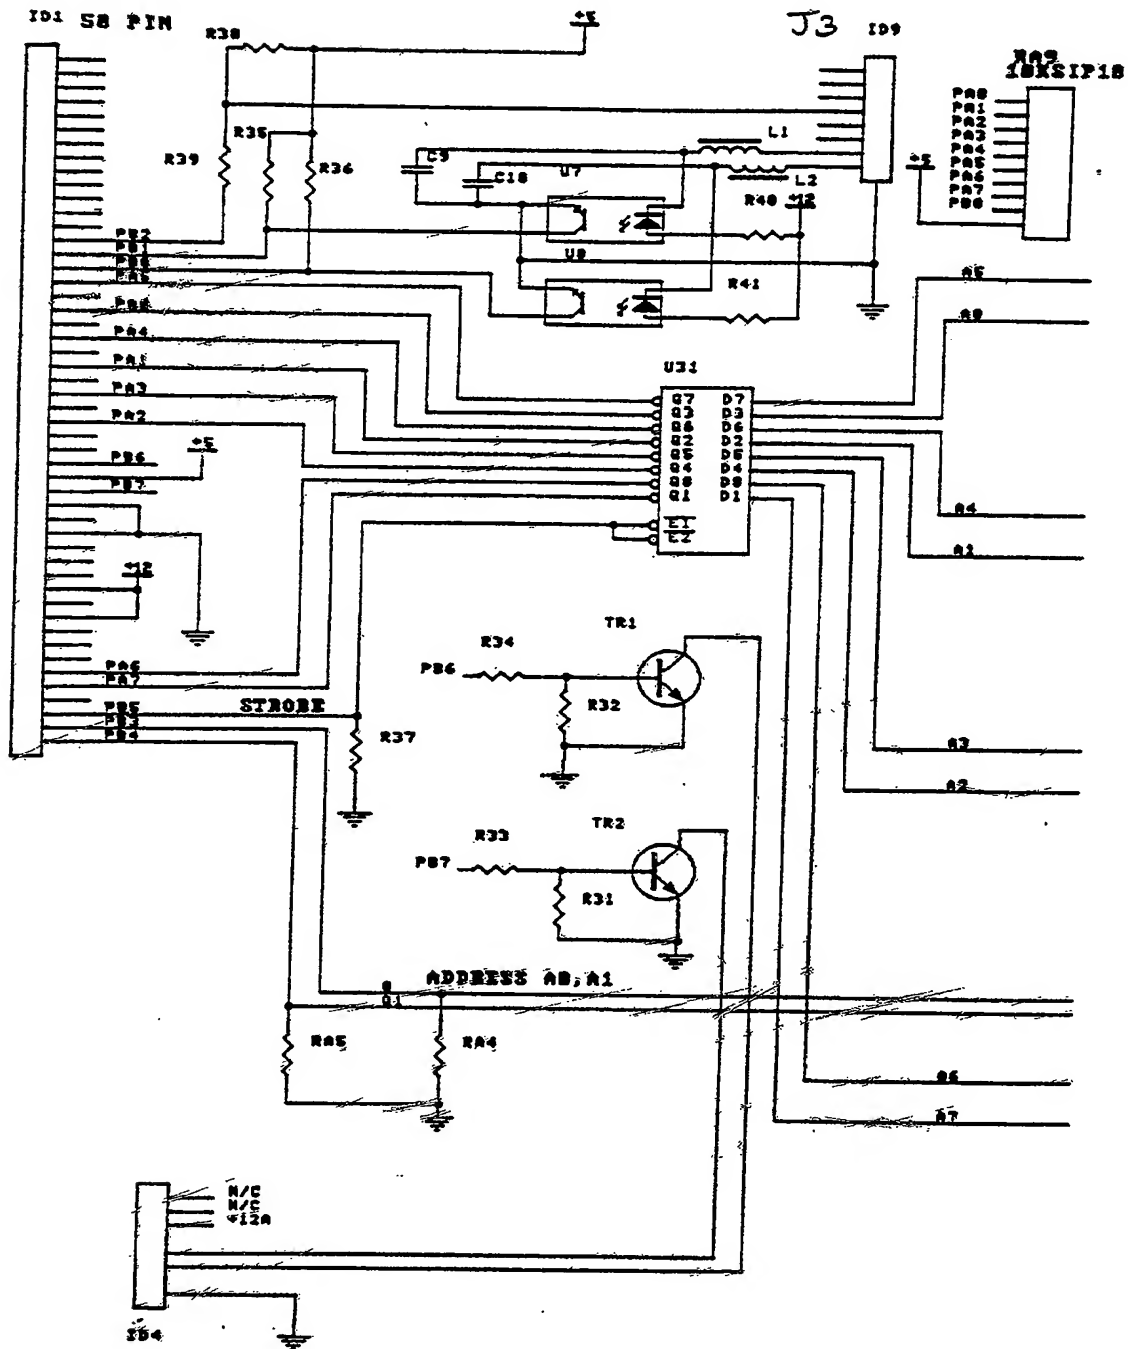 ID1 58 PIN
+5
J3 ID9
R38
RA9
10KSIP10
PA0
PA1
PA2
PA3
PA4
PA5
PA6
PA7
PB0
+5
R35
R39
R36
C9
C10
L1
L2
U7
R40
+12
U8
R41
PB2
PB1
PB0
PA5
PA0
PA4
PA1
PA3
PA2
PB6
+5
PB7
+12
U31
Q7 D7
Q3 D3
Q6 D6
Q2 D2
Q5 D5
Q4 D4
Q8 D8
Q1 D1
E1
E2
A5
A0
A4
A1
A3
A2
TR1
R34
PB6
R32
PA6
PA7
PB5
STROBE
PB3
PB4
R37
TR2
R33
PB7
R31
ADDRESS A0,A1
RA5
RA4
A6
A7
N/C
N/C
+12A
ID4